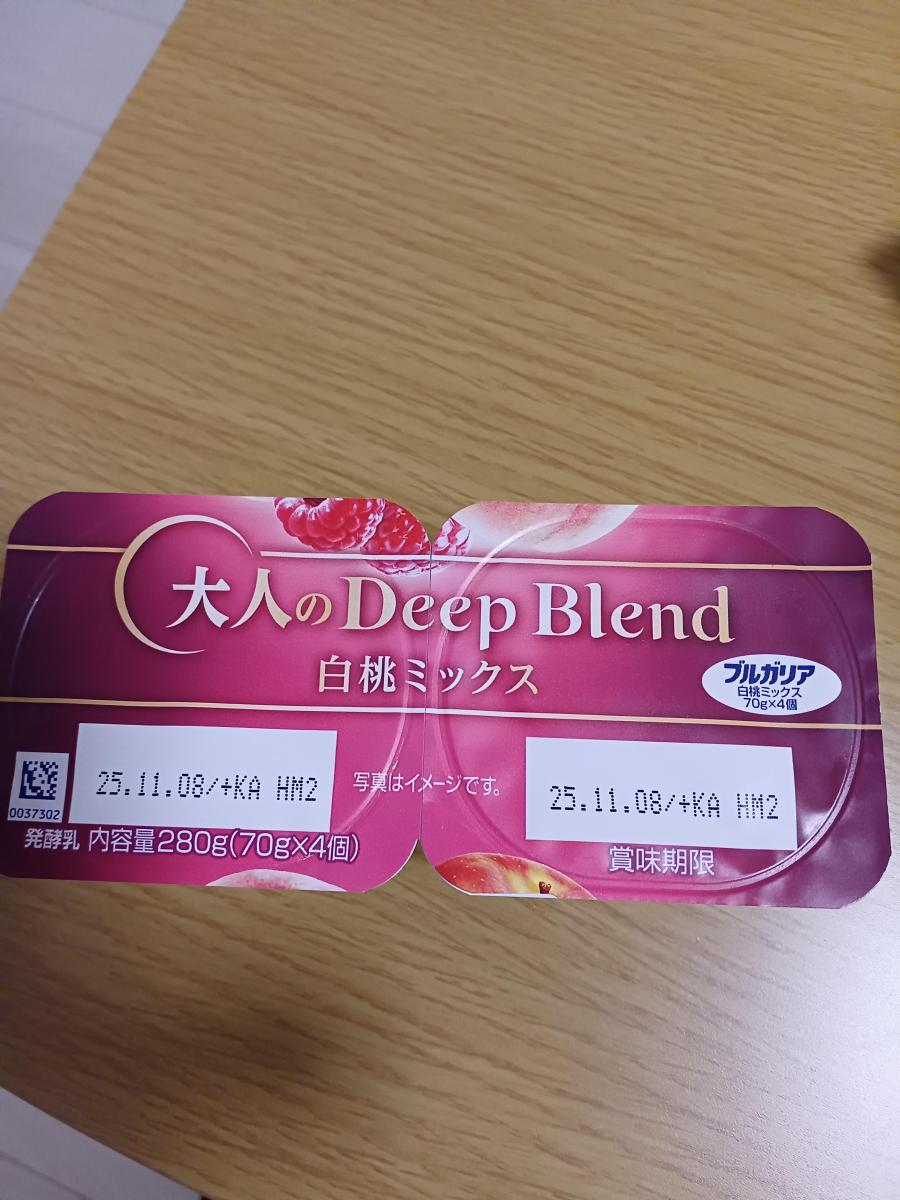 大人のDeep Blend
白桃ミックス
ブルガリア
白桃ミックス
70g×4個
25.11.08/+KA HM2
写真はイメージです。
25.11.08/+KA HM2
0037302
発酵乳 内容量280g(70g×4個)
賞味期限